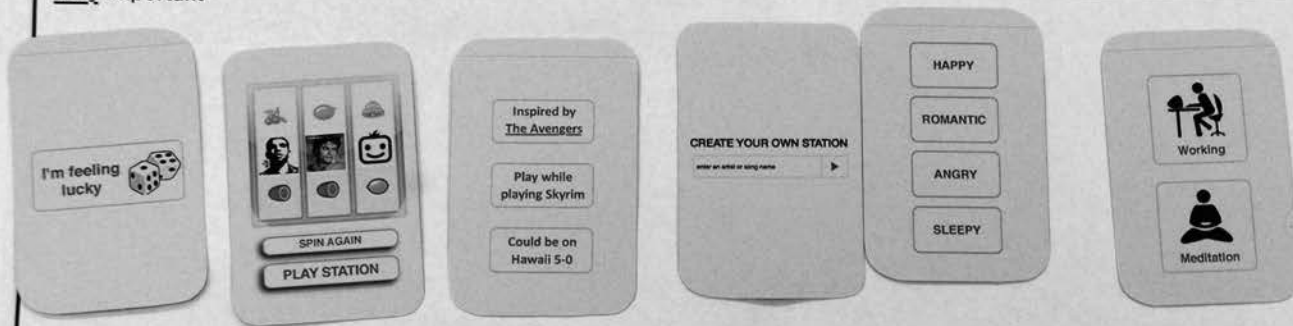 I'm feeling
lucky
SPIN AGAIN
PLAY STATION
Inspired by
The Avengers
Play while
playing Skyrim
Could be on
Hawaii 5-0
CREATE YOUR OWN STATION
enter an artist or song name
HAPPY
ROMANTIC
ANGRY
SLEEPY
Working
Meditation